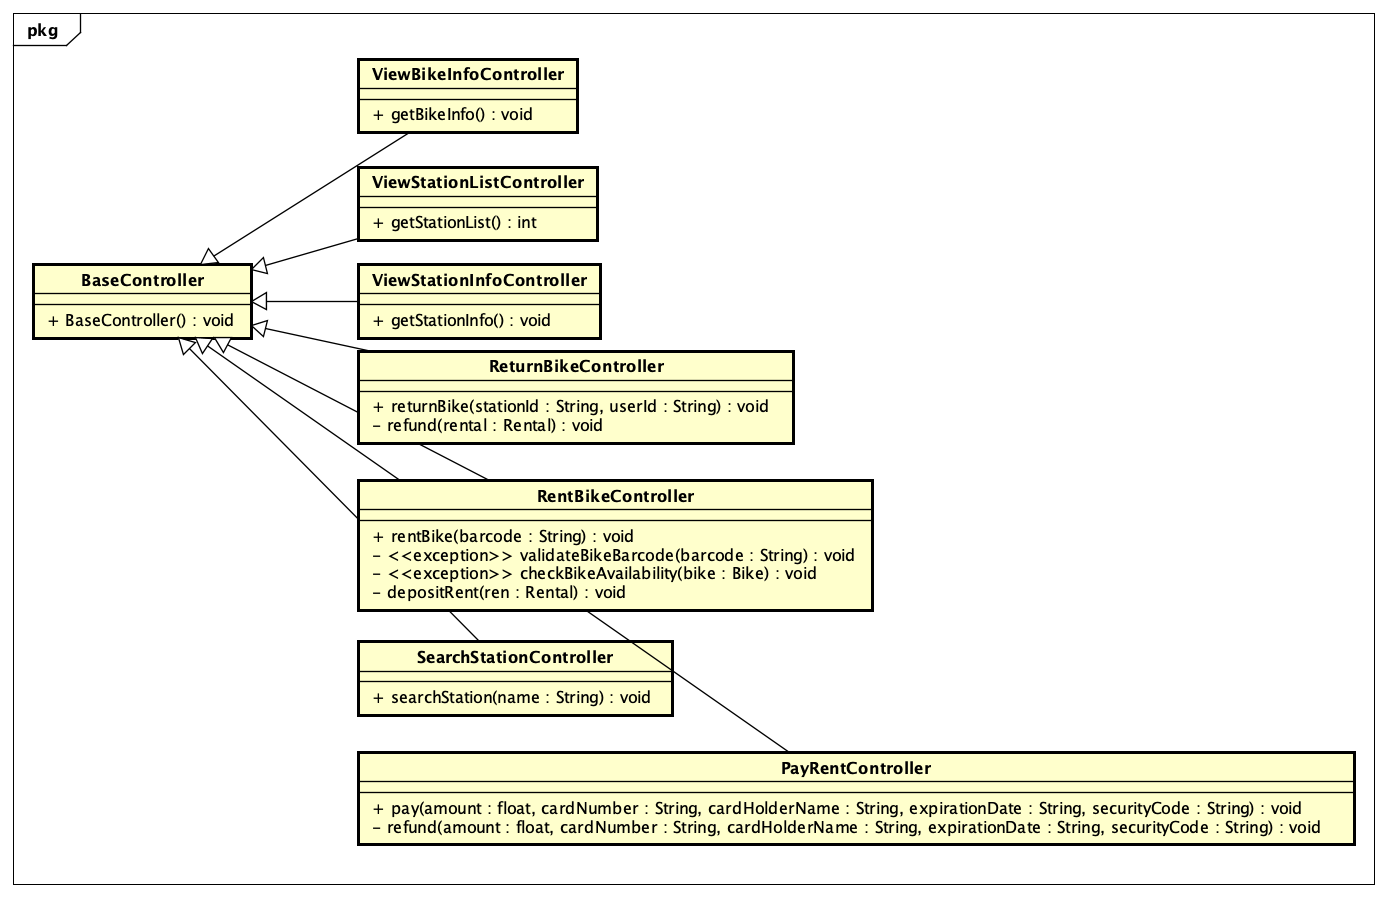 pkg
ViewBikeInfoController
+ getBikeInfo() : void
ViewStationListController
+ getStationList() : int
BaseController
+ BaseController() : void
ViewStationInfoController
+ getStationInfo() : void
ReturnBikeController
+ returnBike(stationId : String, userId : String) : void
- refund(rental : Rental) : void
RentBikeController
+ rentBike(barcode : String) : void
- <<exception>> validateBikeBarcode(barcode : String) : void
- <<exception>> checkBikeAvailability(bike : Bike) : void
- depositRent(ren : Rental) : void
SearchStationController
+ searchStation(name : String) : void
PayRentController
+ pay(amount : float, cardNumber : String, cardHolderName : String, expirationDate : String, securityCode : String) : void
- refund(amount : float, cardNumber : String, cardHolderName : String, expirationDate : String, securityCode : String) : void